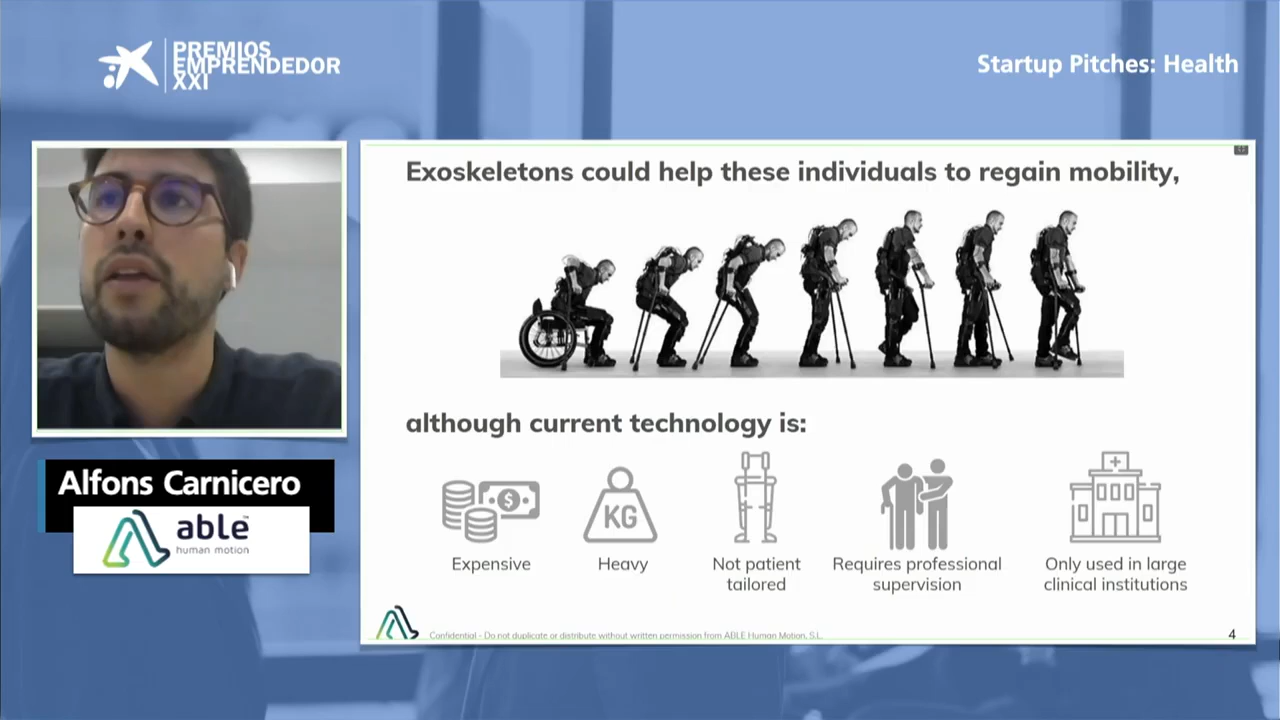 PREMIOS
EMPRENDEDOR
XXI
Startup Pitches: Health
Exoskeletons could help these individuals to regain mobility,
although current technology is:
KG
Expensive
Heavy
Not patient
tailored
Requires professional
supervision
Only used in large
clinical institutions
Alfons Carnicero
able™
human motion
Confidential - Do not duplicate or distribute without written permission from ABLE Human Motion, S.L.
4